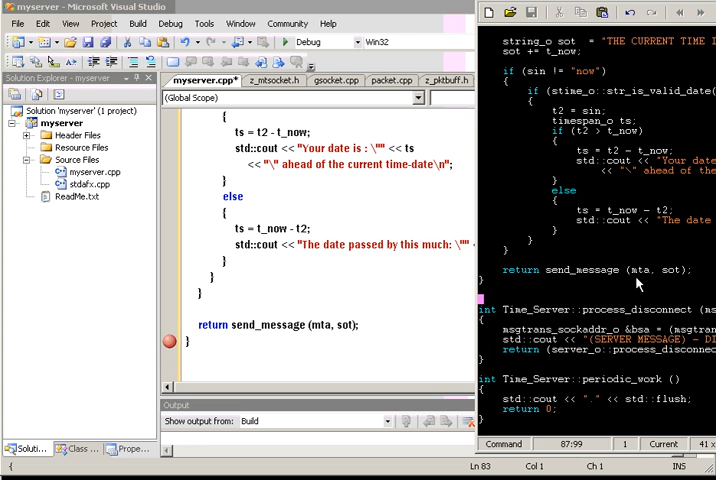 myserver - Microsoft Visual Studio
File Edit View Project Build Debug Tools Window Community Help
Debug Win32
Solution Explorer - myserver
myserver.cpp* z_mtsocket.h gsocket.cpp packet.cpp z_pktbuff.h
(Global Scope)
Solution 'myserver' (1 project)
myserver
Header Files
Resource Files
Source Files
myserver.cpp
stdafx.cpp
ReadMe.txt
{
ts = t2 - t_now;
std::cout << "Your date is : \"" << ts
<< "\" ahead of the current time-date\n";
}
else
{
ts = t_now - t2;
std::cout << "The date passed by this much: \""
}
}
}
return send_message (mta, sot);
}
Output
Show output from: Build
Soluti... Class ... Prope...
{ Ln 83 Col 1 Ch 1 INS
string_o sot = "THE CURRENT TIME I
sot += t_now;
if (sin != "now")
{
if (stime_o::str_is_valid_date(
{
t2 = sin;
timespan_o ts;
if (t2 > t_now)
{
ts = t2 - t_now;
std::cout << "Your date
<< "\" ahead of the
}
else
{
ts = t_now - t2;
std::cout << "The date
}
}
}
return send_message (mta, sot);
}
int Time_Server::process_disconnect (ms
{
msgtrans_sockaddr_o &bsa = (msgtran
std::cout << "(SERVER MESSAGE) - DI
return (server_o::process_disconnec
}
int Time_Server::periodic_work ()
{
std::cout << "." << std::flush;
return 0;
}
Command 87:99 1 Current 41 x